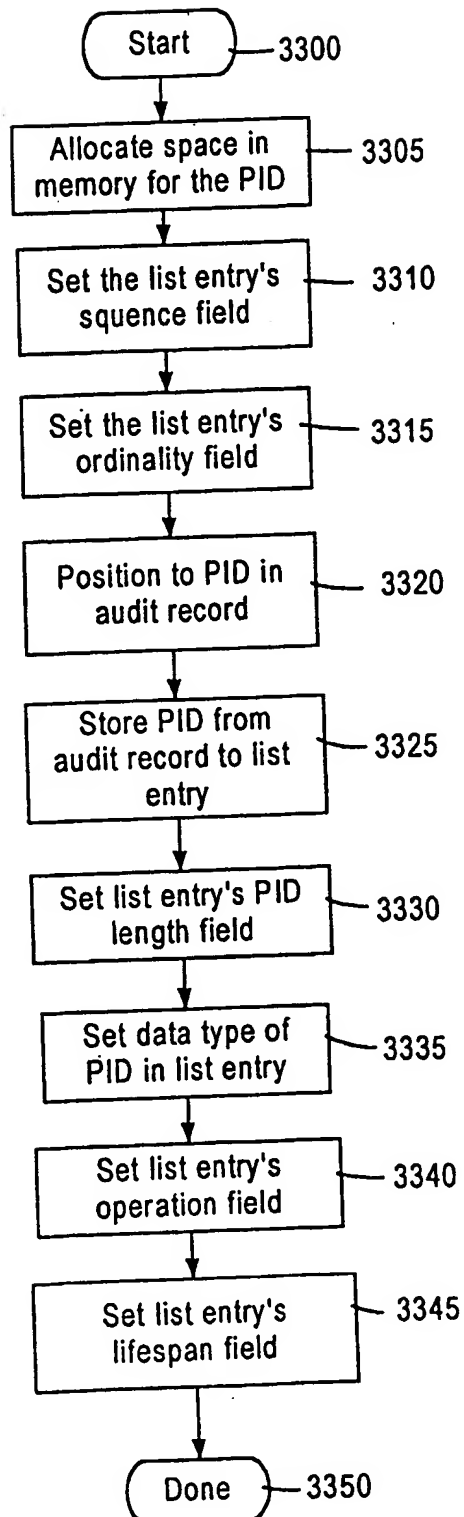 Start
3300
Allocate space in
memory for the PID
3305
Set the list entry's
squence field
3310
Set the list entry's
ordinality field
3315
Position to PID in
audit record
3320
Store PID from
audit record to list
entry
3325
Set list entry's PID
length field
3330
Set data type of
PID in list entry
3335
Set list entry's
operation field
3340
Set list entry's
lifespan field
3345
Done
3350